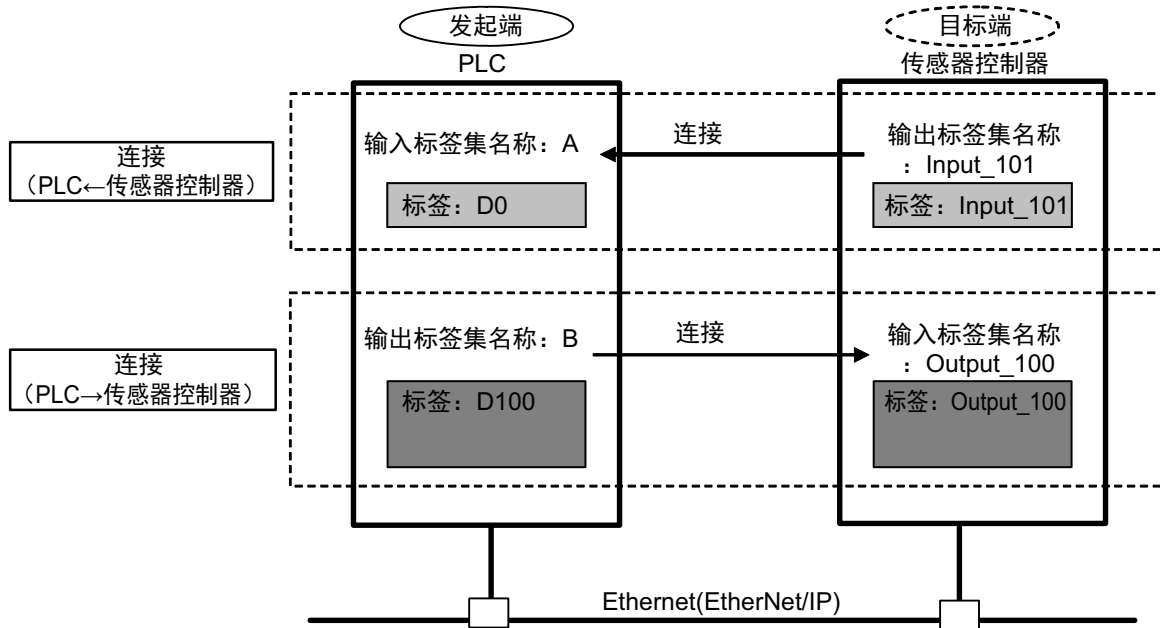 发起端
PLC
目标端
传感器控制器
连接
（PLC←传感器控制器）
输入标签集名称：A
标签：D0
连接
输出标签集名称
：Input_101
标签：Input_101
连接
（PLC→传感器控制器）
输出标签集名称：B
标签：D100
连接
输入标签集名称
：Output_100
标签：Output_100
Ethernet(EtherNet/IP)